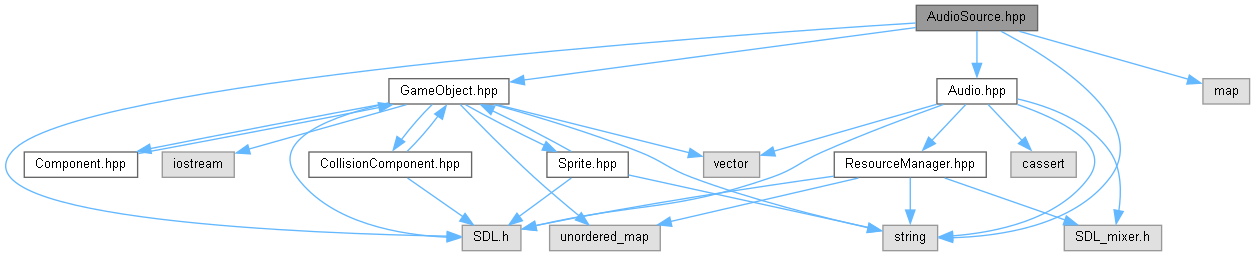 AudioSource.hpp
GameObject.hpp
Audio.hpp
map
Component.hpp
iostream
CollisionComponent.hpp
Sprite.hpp
vector
ResourceManager.hpp
cassert
SDL.h
unordered_map
string
SDL_mixer.h